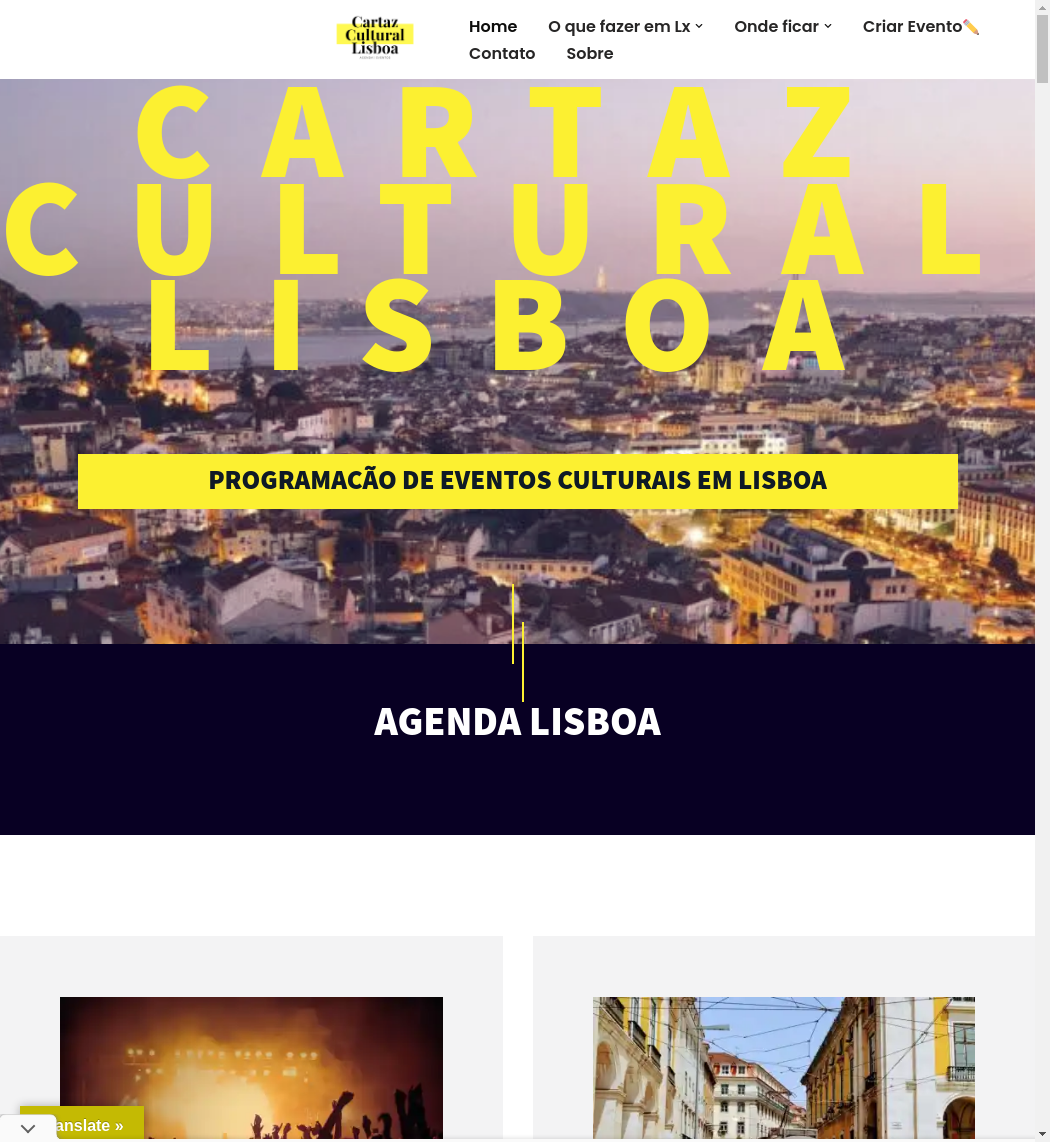 Cartaz
Cultural
Lisboa
Home
O que fazer em Lx
Onde ficar
Criar Evento✏️
Contato
Sobre
CARTAZ
CULTURAL
LISBOA
PROGRAMACÃO DE EVENTOS CULTURAIS EM LISBOA
AGENDA LISBOA
anslate »